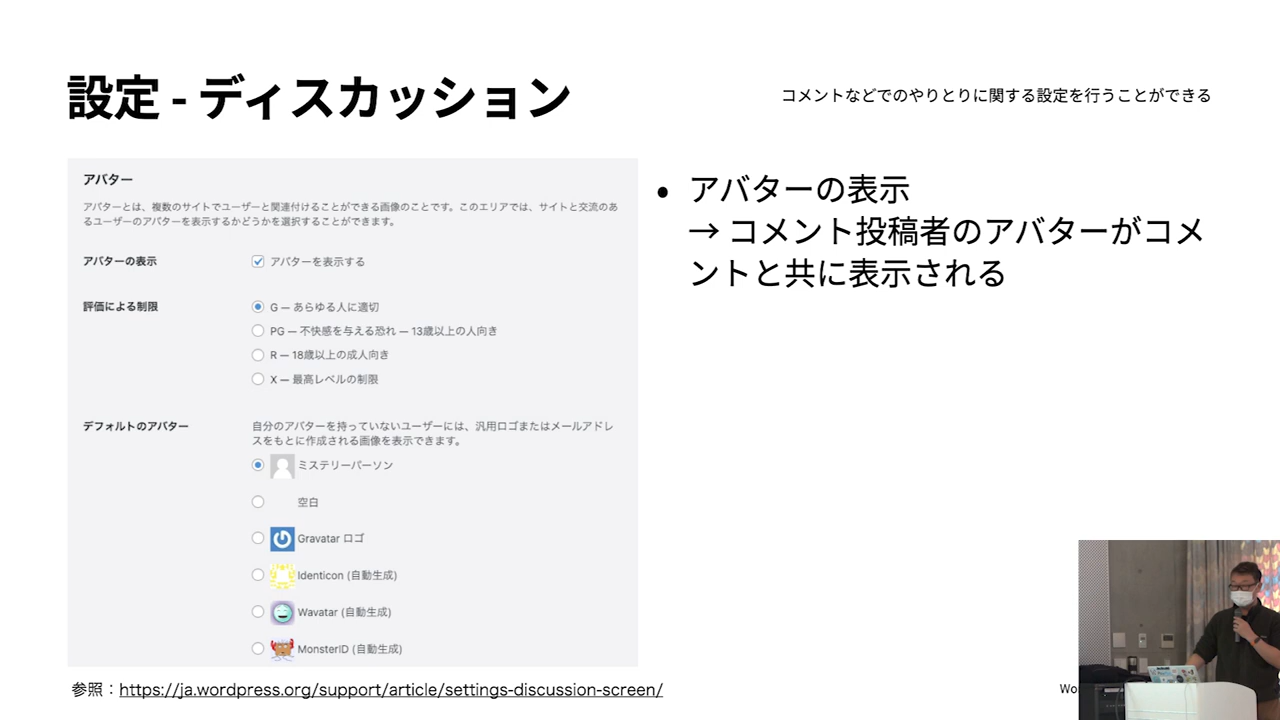 設定 - ディスカッション
コメントなどでのやりとりに関する設定を行うことができる
アバター
アバターとは、複数のサイトでユーザーと関連付けることができる画像のことです。このエリアでは、サイトと交流のあ
るユーザーのアバターを表示するかどうかを選択することができます。
アバターの表示
アバターを表示する
評価による制限
G — あらゆる人に適切
PG — 不快感を与える恐れ — 13歳以上の人向き
R — 18歳以上の成人向き
X — 最高レベルの制限
デフォルトのアバター
自分のアバターを持っていないユーザーには、汎用ロゴまたはメールアドレ
スをもとに作成される画像を表示できます。
ミステリーパーソン
空白
Gravatar ロゴ
Identicon (自動生成)
Wavatar (自動生成)
MonsterID (自動生成)
• アバターの表示
→ コメント投稿者のアバターがコメ
ントと共に表示される
参照：https://ja.wordpress.org/support/article/settings-discussion-screen/